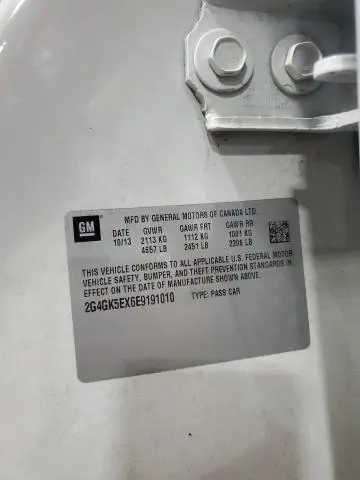 GM
MFD BY GENERAL MOTORS OF CANADA LTD.
DATE GVWR GAWR FRT GAWR RR
10/13 2113 KG 1112 KG 1001 KG
4657 LB 2451 LB 2206 LB
THIS VEHICLE CONFORMS TO ALL APPLICABLE U.S. FEDERAL MOTOR
VEHICLE SAFETY, BUMPER, AND THEFT PREVENTION STANDARDS IN
EFFECT ON THE DATE OF MANUFACTURE SHOWN ABOVE.
2G4GK5EX6E9191010 TYPE: PASS CAR